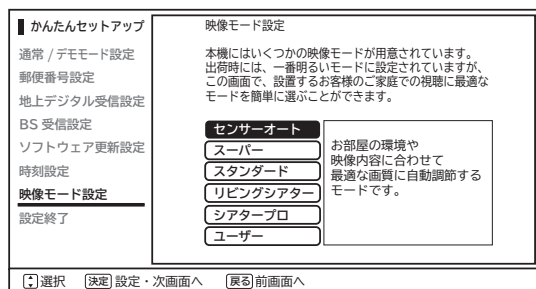 かんたんセットアップ
通常 / デモモード設定
郵便番号設定
地上デジタル受信設定
BS 受信設定
ソフトウェア更新設定
時刻設定
映像モード設定
設定終了
映像モード設定
本機にはいくつかの映像モードが用意されています。
出荷時には、一番明るいモードに設定されていますが、
この画面で、設置するお客様のご家庭での視聴に最適な
モードを簡単に選ぶことができます。
センサーオート
スーパー
スタンダード
リビングシアター
シアタープロ
ユーザー
お部屋の環境や
映像内容に合わせて
最適な画質に自動調節する
モードです。
選択 決定 設定・次画面へ 戻る 前画面へ